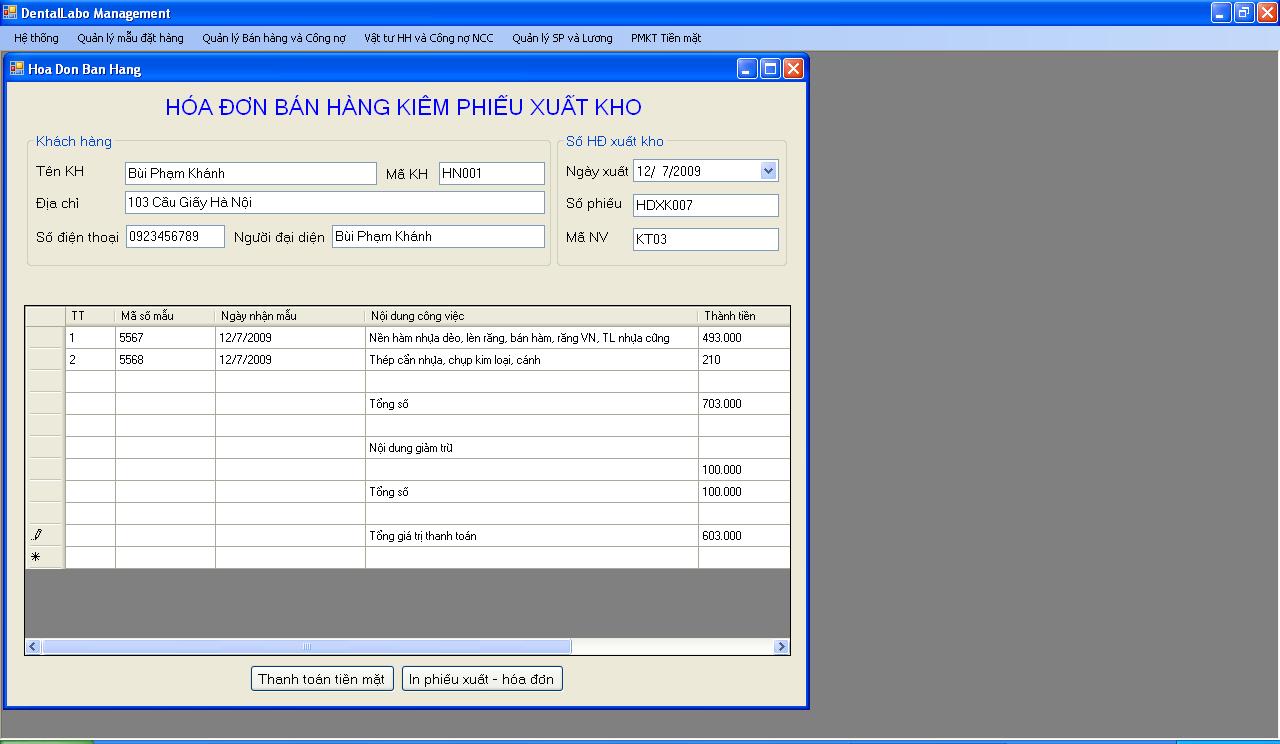 DentalLabo Management
Hệ thống Quản lý mẫu đặt hàng Quản lý Bán hàng và Công nợ Vật tư HH và Công nợ NCC Quản lý SP và Lương PMKT Tiền mặt
Hoa Don Ban Hang
HÓA ĐƠN BÁN HÀNG KIÊM PHIẾU XUẤT KHO
Khách hàng
Tên KH Bùi Phạm Khánh Mã KH HN001
Địa chỉ 103 Cầu Giấy Hà Nội
Số điện thoại 0923456789 Người đại diện Bùi Phạm Khánh
Số HĐ xuất kho
Ngày xuất 12/ 7/2009
Số phiếu HDXK007
Mã NV KT03
TT Mã số mẫu Ngày nhận mẫu Nội dung công việc Thành tiền
1 5567 12/7/2009 Nền hàm nhựa dẻo, lên răng, bán hàm, răng VN, TL nhựa cũng 493.000
2 5568 12/7/2009 Thép cẩn nhựa, chụp kim loại, cánh 210
Tổng số 703.000
Nội dung giảm trừ
100.000
Tổng số 100.000
Tổng giá trị thanh toán 603.000
Thanh toán tiền mặt In phiếu xuất - hóa đơn